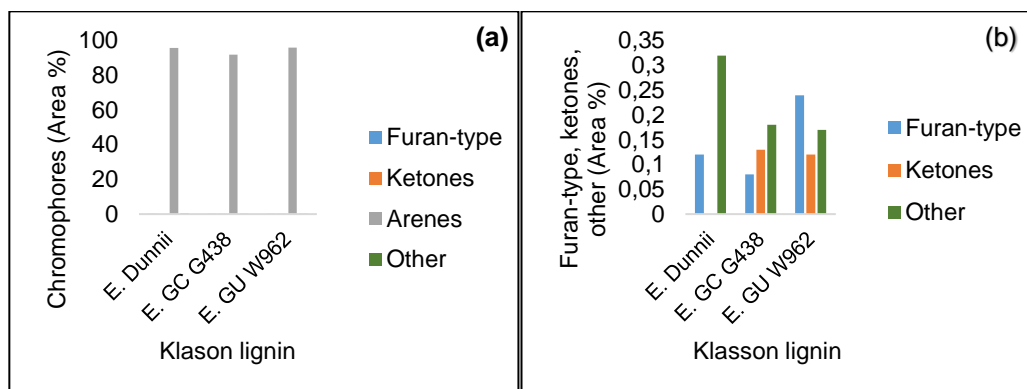 (a)
Chromophores (Area %)
100
80
60
40
20
0
E. Dunnii
E. GC G438
E. GU W962
Klason lignin
Furan-type
Ketones
Arenes
Other
(b)
Furan-type, ketones,
other (Area %)
0,35
0,3
0,25
0,2
0,15
0,1
0,05
0
E. Dunnii
E. GC G438
E. GU W962
Klasson lignin
Furan-type
Ketones
Other